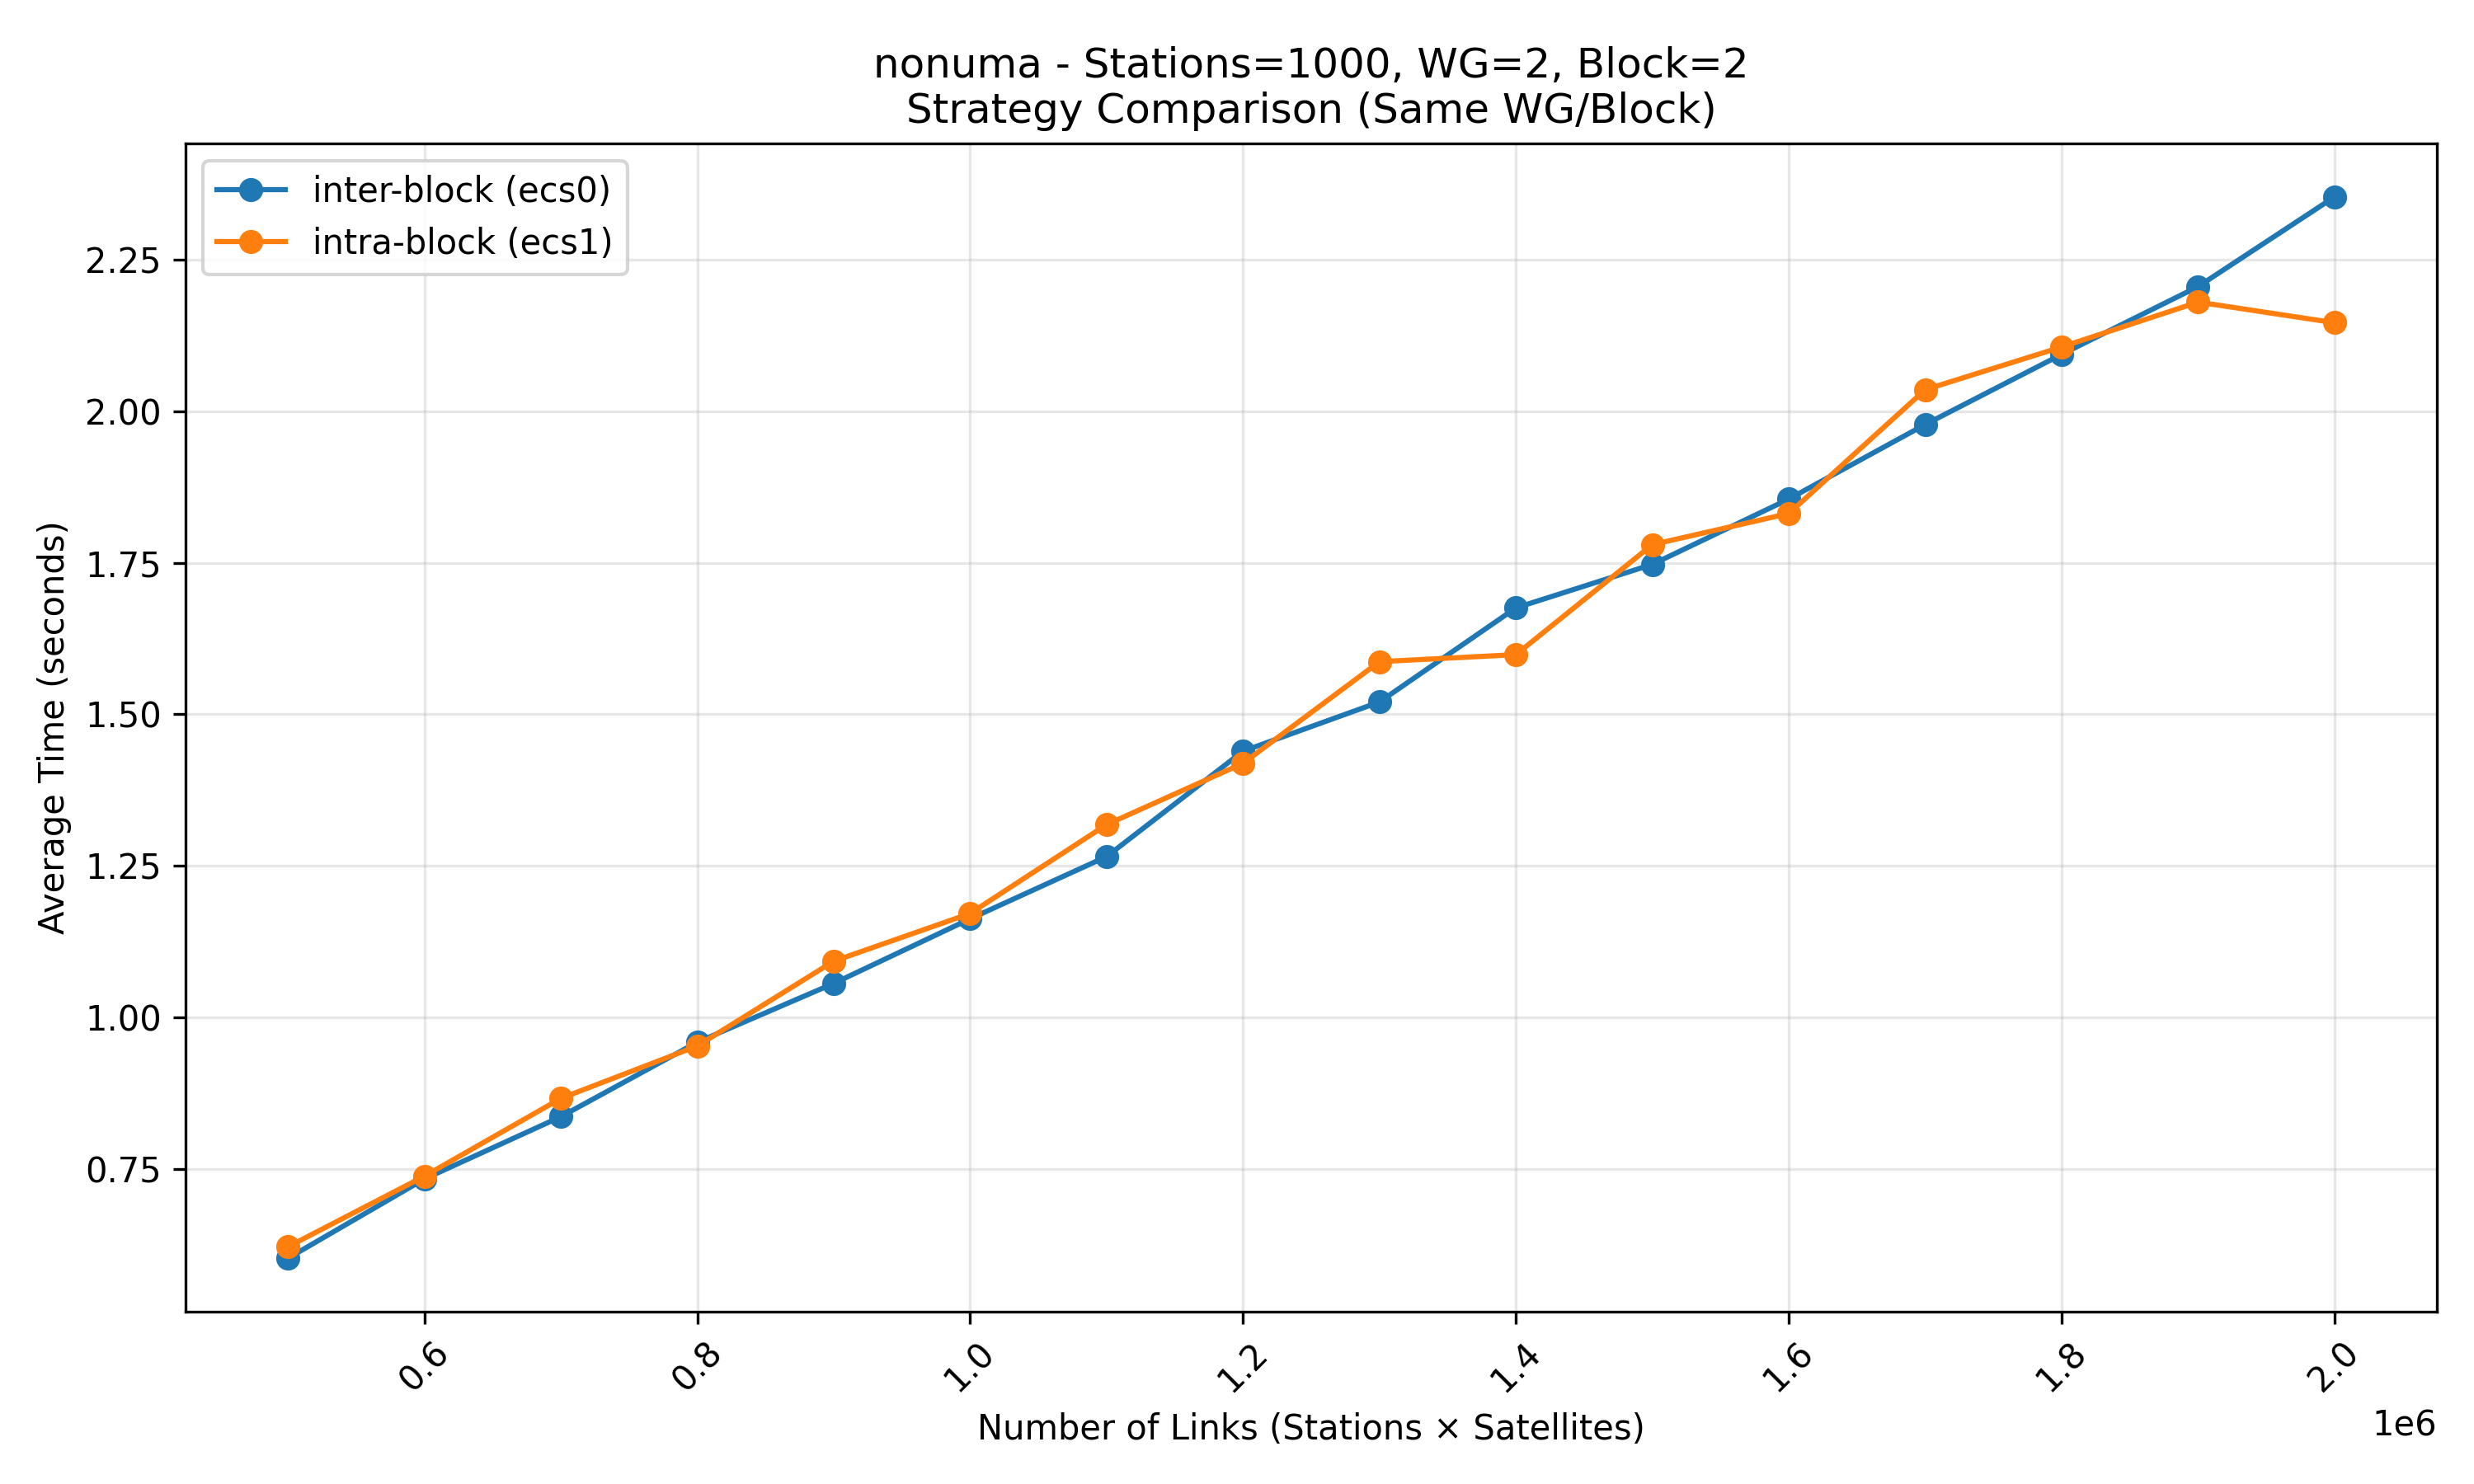 nonuma - Stations=1000, WG=2, Block=2
Strategy Comparison (Same WG/Block)
inter-block (ecs0)
intra-block (ecs1)
Average Time (seconds)
2.25
2.00
1.75
1.50
1.25
1.00
0.75
0.6
0.8
1.0
1.2
1.4
1.6
1.8
2.0
1e6
Number of Links (Stations × Satellites)